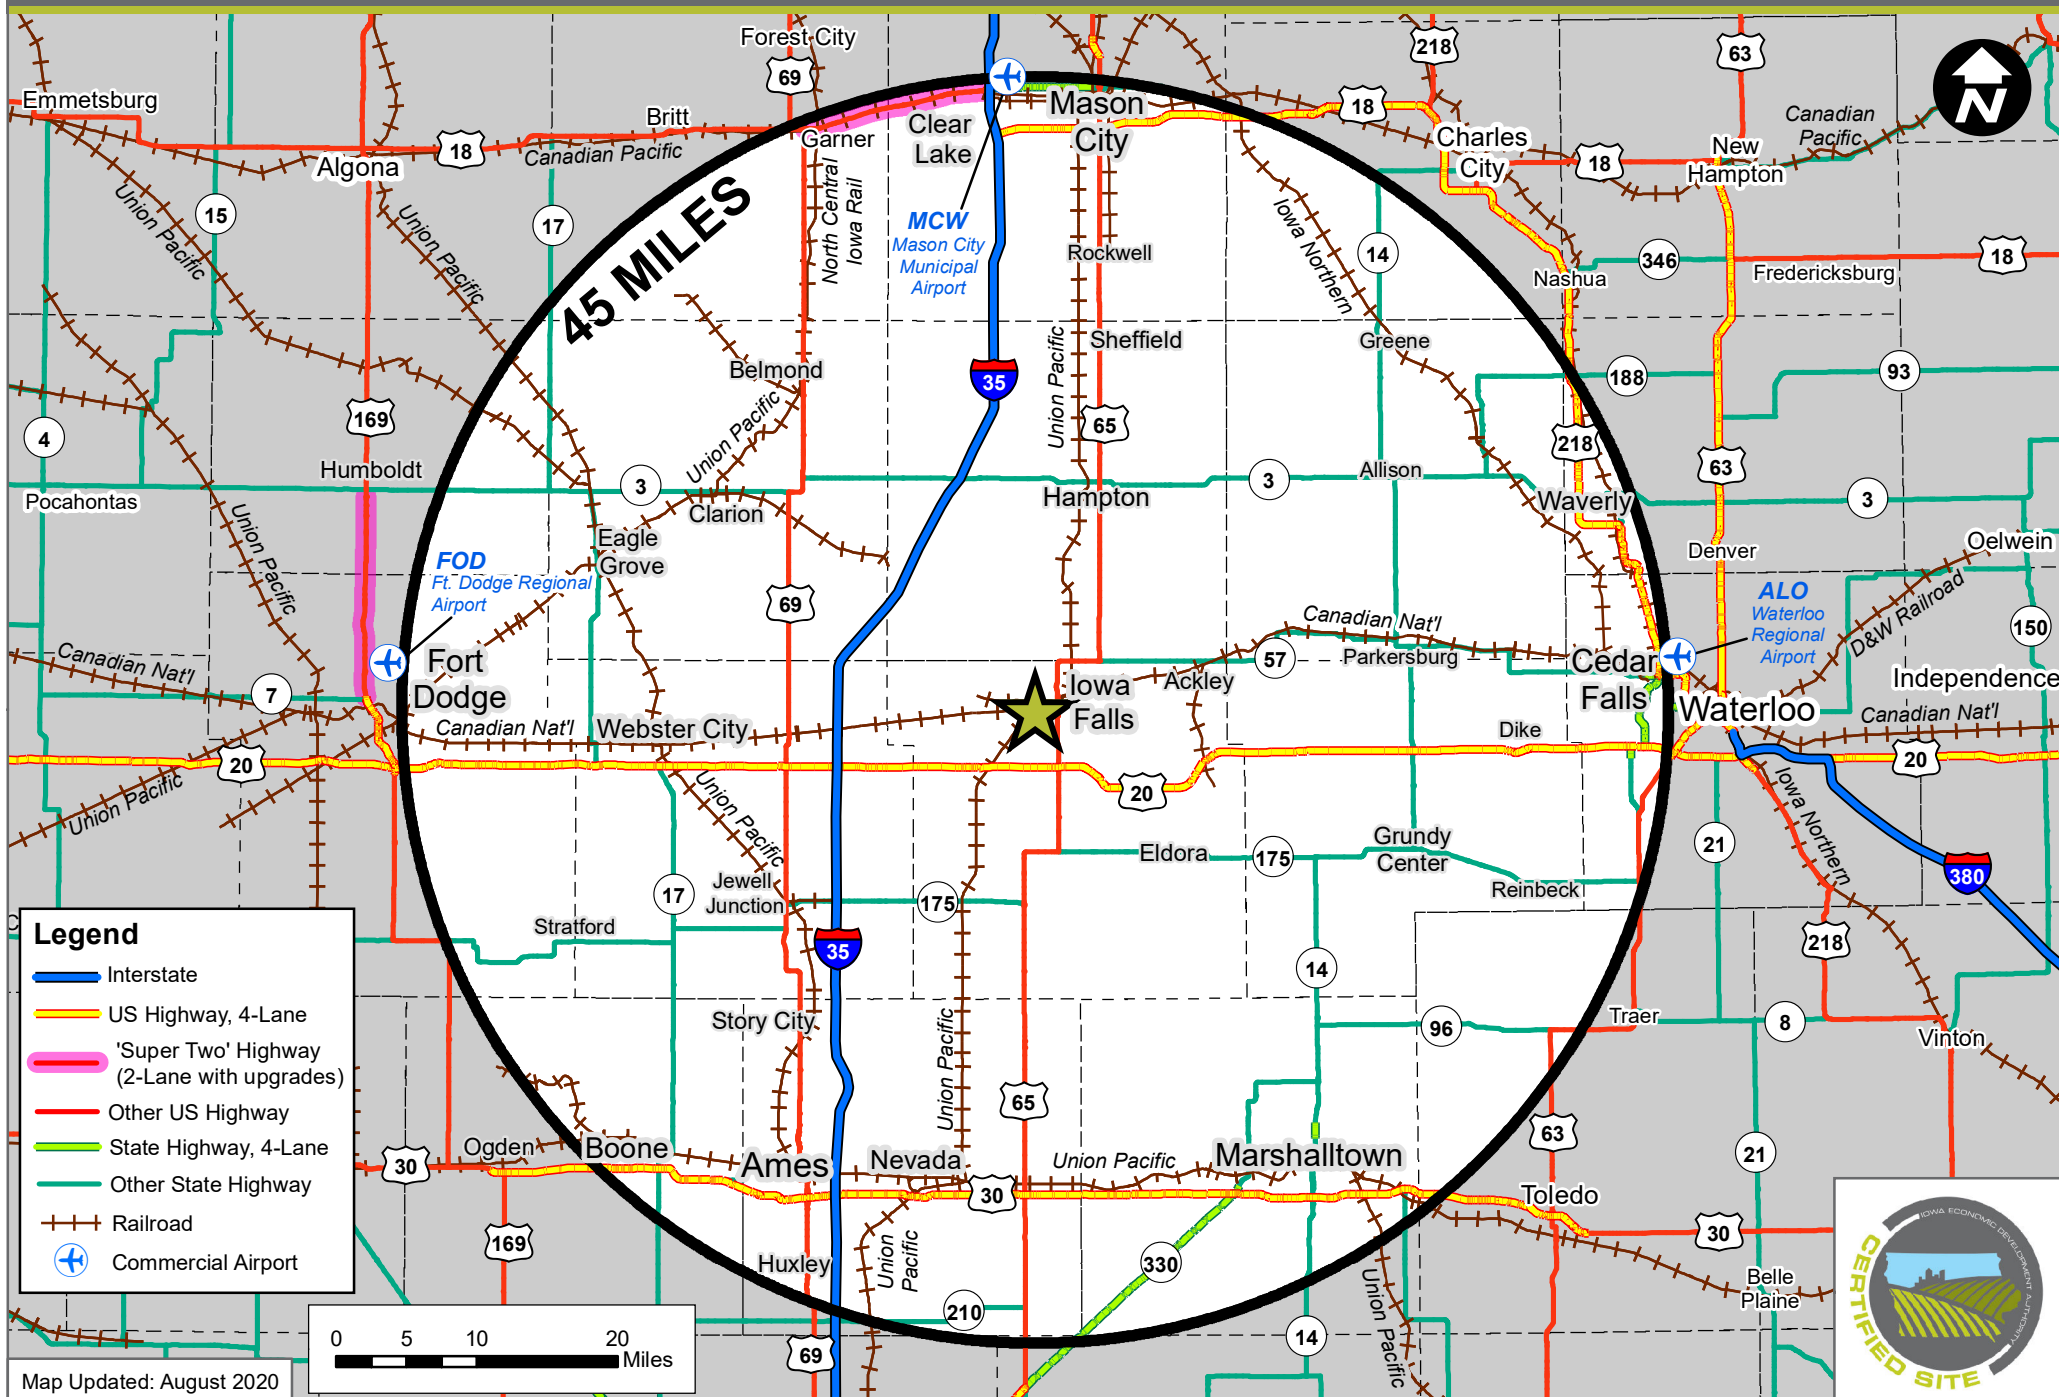 Forest City
69
218
63
N
Emmetsburg
Britt
18
Canadian Pacific
Algona
Garner
Clear
Lake
Mason
City
18
Charles
City
18
New
Hampton
Canadian
Pacific
15
17
Union Pacific
Union Pacific
45 MILES
North Central
Iowa Rail
MCW
Mason City
Municipal
Airport
Rockwell
Iowa Northern
14
Nashua
346
Fredericksburg
18
Belmond
35
Union Pacific
Sheffield
Greene
188
93
4
169
Union Pacific
65
218
63
Humboldt
Pocahontas
3
Clarion
Hampton
3
Allison
Waverly
3
Union Pacific
Eagle
Grove
Denver
Oelwein
FOD
Ft. Dodge Regional
Airport
69
Canadian Nat'l
ALO
Waterloo
Regional
Airport
D&W Railroad
150
Canadian Nat'l
7
Fort
Dodge
57
Parkersburg
Ackley
Iowa
Falls
Cedar
Falls
Independence
Waterloo
Canadian Nat'l
Canadian Nat'l
Webster City
Dike
20
20
20
Union Pacific
Union Pacific
Iowa Northern
Eldora
175
Grundy
Center
21
380
Reinbeck
Jewell
Junction
17
175
Stratford
35
218
14
Story City
Union Pacific
96
Traer
8
Vinton
65
63
21
Ogden
Boone
Ames
Nevada
Union Pacific
Marshalltown
30
30
Toledo
30
169
Huxley
Union
Pacific
330
Union Pacific
Belle
Plaine
210
14
69
Legend
Interstate
US Highway, 4-Lane
'Super Two' Highway
(2-Lane with upgrades)
Other US Highway
State Highway, 4-Lane
Other State Highway
Railroad
Commercial Airport
0 5 10 20
Miles
Map Updated: August 2020
IOWA ECONOMIC DEVELOPMENT AUTHORITY
CERTIFIED SITE